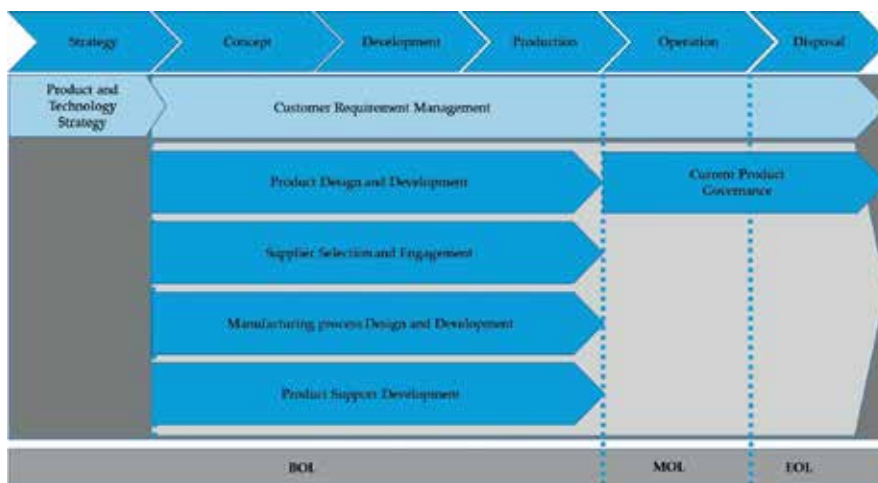 Strategy
Concept
Development
Production
Operation
Disposal
Product and
Technology
Strategy
Customer Requirement Management
Product Design and Development
Current Product
Governance
Supplier Selection and Engagement
Manufacturing process Design and Development
Product Support Development
BOL
MOL
EOL